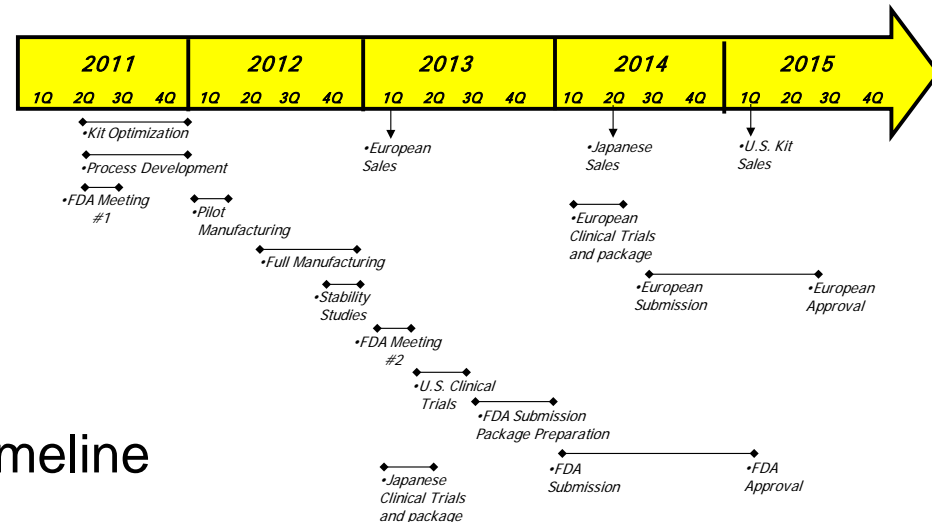 2011 2012 2013 2014 2015
1Q 2Q 3Q 4Q 1Q 2Q 3Q 4Q 1Q 2Q 3Q 4Q 1Q 2Q 3Q 4Q 1Q 2Q 3Q 4Q
•Kit Optimization
•Process Development
•FDA Meeting
#1
•Pilot
Manufacturing
•Full Manufacturing
•Stability
Studies
•European
Sales
•FDA Meeting
#2
•U.S. Clinical
Trials
•FDA Submission
Package Preparation
•Japanese
Clinical Trials
and package
•Japanese
Sales
•European
Clinical Trials
and package
•European
Submission
•European
Approval
•FDA
Submission
•FDA
Approval
•U.S. Kit
Sales
meline